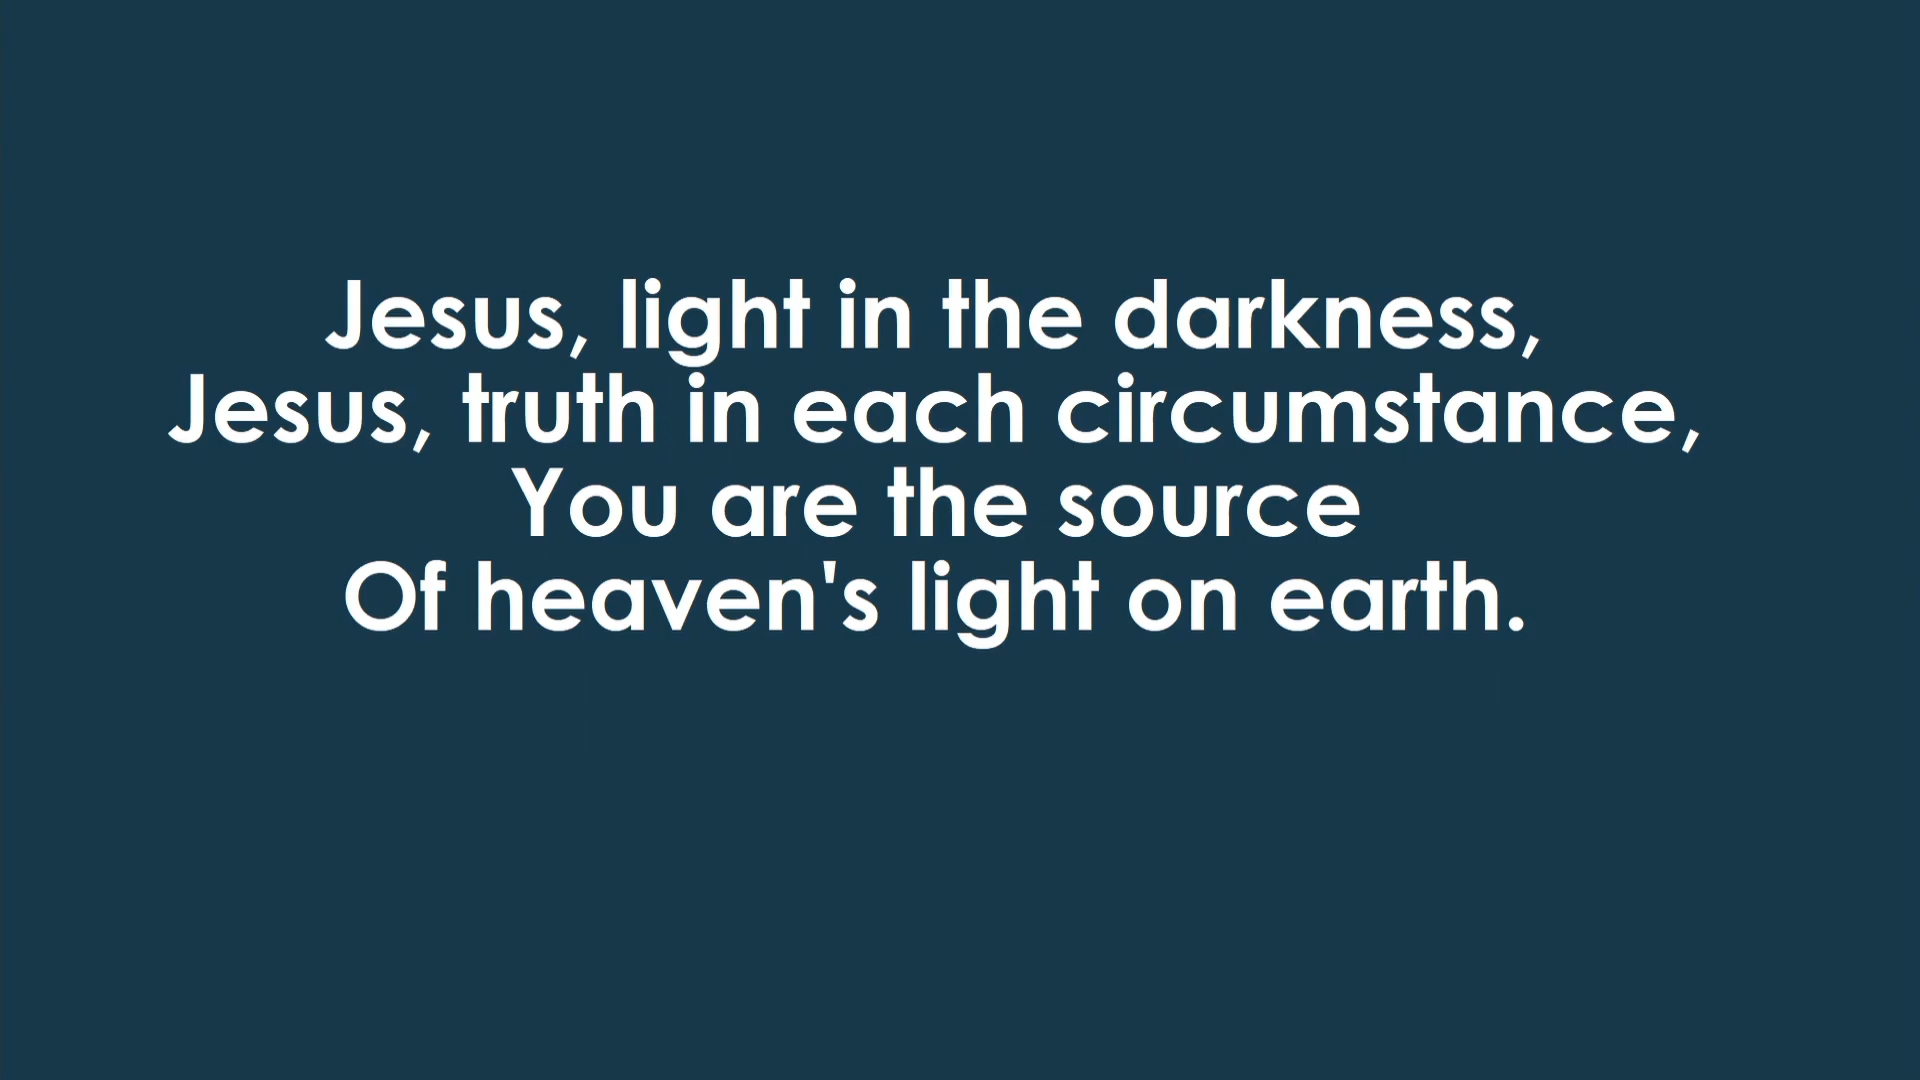 Jesus, light in the darkness,
Jesus, truth in each circumstance,
You are the source
Of heaven's light on earth.